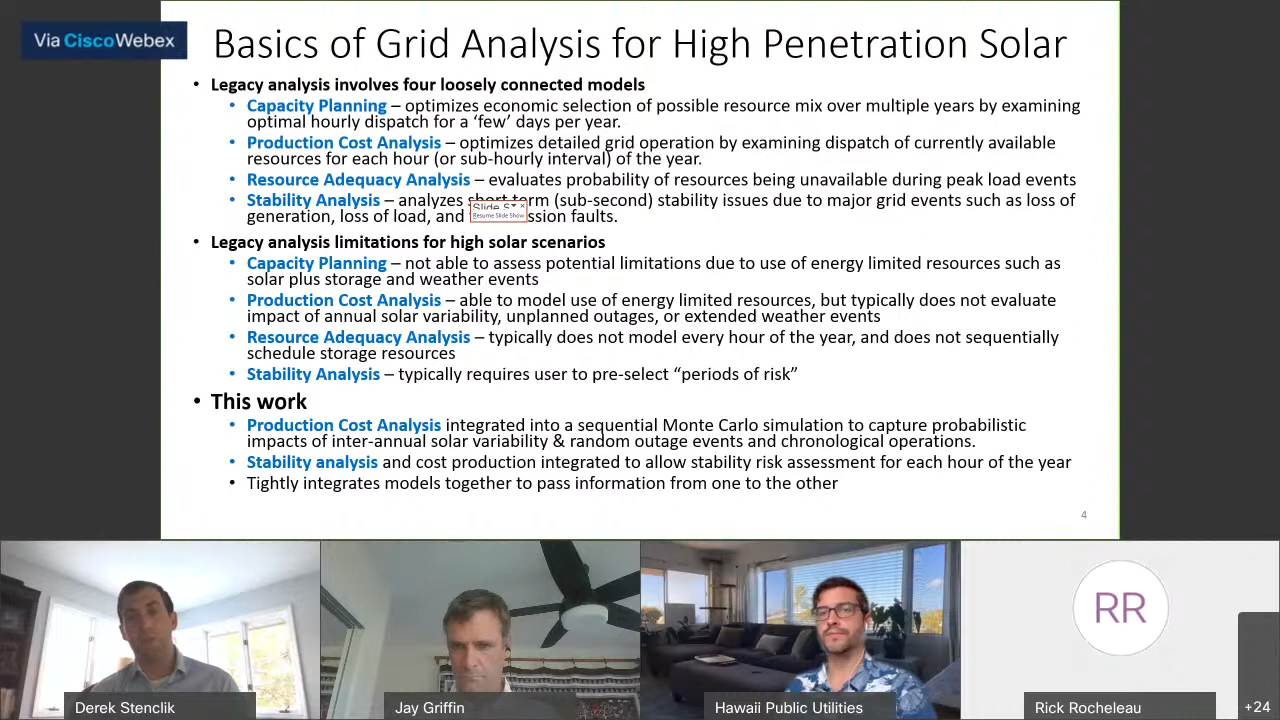 Via CiscoWebex
Basics of Grid Analysis for High Penetration Solar
• Legacy analysis involves four loosely connected models
• Capacity Planning – optimizes economic selection of possible resource mix over multiple years by examining
optimal hourly dispatch for a ‘few’ days per year.
• Production Cost Analysis – optimizes detailed grid operation by examining dispatch of currently available
resources for each hour (or sub-hourly interval) of the year.
• Resource Adequacy Analysis – evaluates probability of resources being unavailable during peak load events
• Stability Analysis – analyzes short term (sub-second) stability issues due to major grid events such as loss of
Resume Slide Show
generation, loss of load, and ssion faults.
• Legacy analysis limitations for high solar scenarios
• Capacity Planning – not able to assess potential limitations due to use of energy limited resources such as
solar plus storage and weather events
• Production Cost Analysis – able to model use of energy limited resources, but typically does not evaluate
impact of annual solar variability, unplanned outages, or extended weather events
• Resource Adequacy Analysis – typically does not model every hour of the year, and does not sequentially
schedule storage resources
• Stability Analysis – typically requires user to pre-select “periods of risk”
• This work
• Production Cost Analysis integrated into a sequential Monte Carlo simulation to capture probabilistic
impacts of inter-annual solar variability & random outage events and chronological operations.
• Stability analysis and cost production integrated to allow stability risk assessment for each hour of the year
• Tightly integrates models together to pass information from one to the other
4
RR
Derek Stenclik
Jay Griffin
Hawaii Public Utilities
Rick Rocheleau
+24